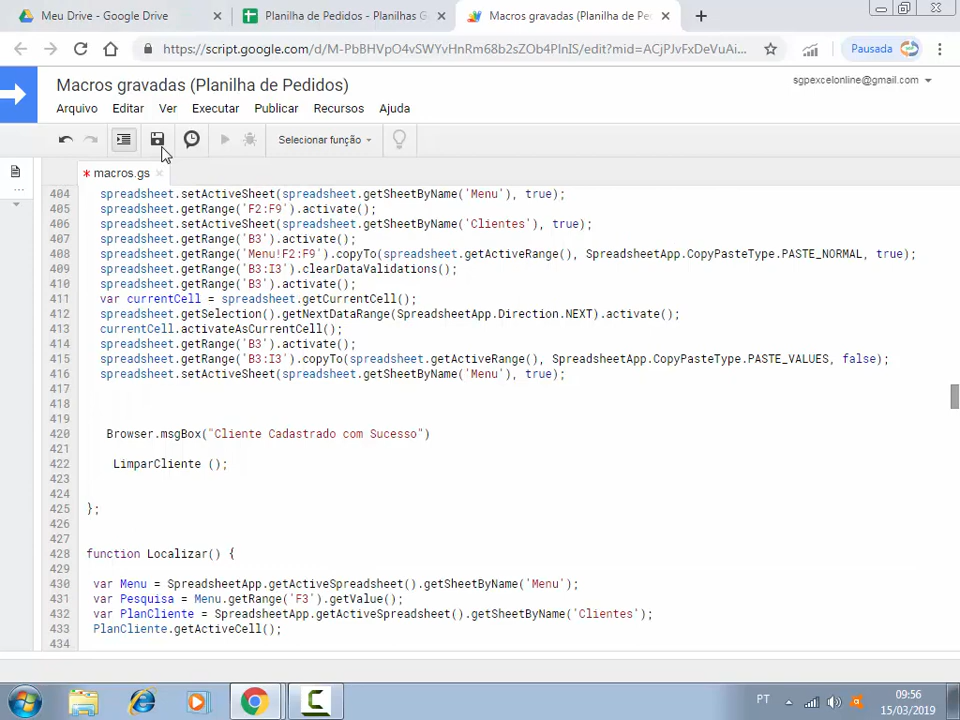 Meu Drive - Google Drive
Planilha de Pedidos - Planilhas G
Macros gravadas (Planilha de Pe
https://script.google.com/d/M-PbBHVpO4vSWYvHnRm68b2sZOb4PlnIS/edit?mid=ACjPJvFxDeVuAi...
Pausada
Macros gravadas (Planilha de Pedidos)
sgpexcelonline@gmail.com
Arquivo Editar Ver Executar Publicar Recursos Ajuda
Selecionar função
* macros.gs
404 spreadsheet.setActiveSheet(spreadsheet.getSheetByName('Menu'), true);
405 spreadsheet.getRange('F2:F9').activate();
406 spreadsheet.setActiveSheet(spreadsheet.getSheetByName('Clientes'), true);
407 spreadsheet.getRange('B3').activate();
408 spreadsheet.getRange('Menu!F2:F9').copyTo(spreadsheet.getActiveRange(), SpreadsheetApp.CopyPasteType.PASTE_NORMAL, true);
409 spreadsheet.getRange('B3:I3').clearDataValidations();
410 spreadsheet.getRange('B3').activate();
411 var currentCell = spreadsheet.getCurrentCell();
412 spreadsheet.getSelection().getNextDataRange(SpreadsheetApp.Direction.NEXT).activate();
413 currentCell.activateAsCurrentCell();
414 spreadsheet.getRange('B3').activate();
415 spreadsheet.getRange('B3:I3').copyTo(spreadsheet.getActiveRange(), SpreadsheetApp.CopyPasteType.PASTE_VALUES, false);
416 spreadsheet.setActiveSheet(spreadsheet.getSheetByName('Menu'), true);
417
418
419
420 Browser.msgBox("Cliente Cadastrado com Sucesso")
421
422 LimparCliente ();
423
424
425 };
426
427
428 function Localizar() {
429
430 var Menu = SpreadsheetApp.getActiveSpreadsheet().getSheetByName('Menu');
431 var Pesquisa = Menu.getRange('F3').getValue();
432 var PlanCliente = SpreadsheetApp.getActiveSpreadsheet().getSheetByName('Clientes');
433 PlanCliente.getActiveCell();
434
PT
09:56
15/03/2019